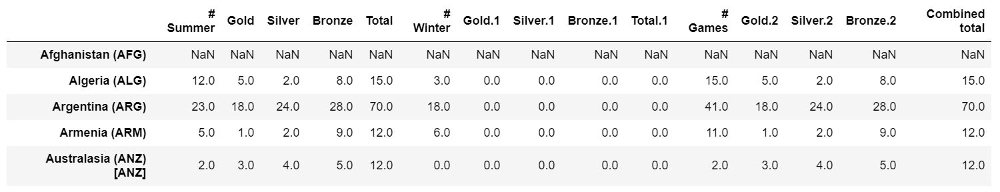 # Summer Gold Silver Bronze Total # Winter Gold.1 Silver.1 Bronze.1 Total.1 # Games Gold.2 Silver.2 Bronze.2 Combined total
Afghanistan (AFG) NaN NaN NaN NaN NaN NaN NaN NaN NaN NaN NaN NaN NaN NaN NaN
Algeria (ALG) 12.0 5.0 2.0 8.0 15.0 3.0 0.0 0.0 0.0 0.0 15.0 5.0 2.0 8.0 15.0
Argentina (ARG) 23.0 18.0 24.0 28.0 70.0 18.0 0.0 0.0 0.0 0.0 41.0 18.0 24.0 28.0 70.0
Armenia (ARM) 5.0 1.0 2.0 9.0 12.0 6.0 0.0 0.0 0.0 0.0 11.0 1.0 2.0 9.0 12.0
Australasia (ANZ) [ANZ] 2.0 3.0 4.0 5.0 12.0 0.0 0.0 0.0 0.0 0.0 2.0 3.0 4.0 5.0 12.0